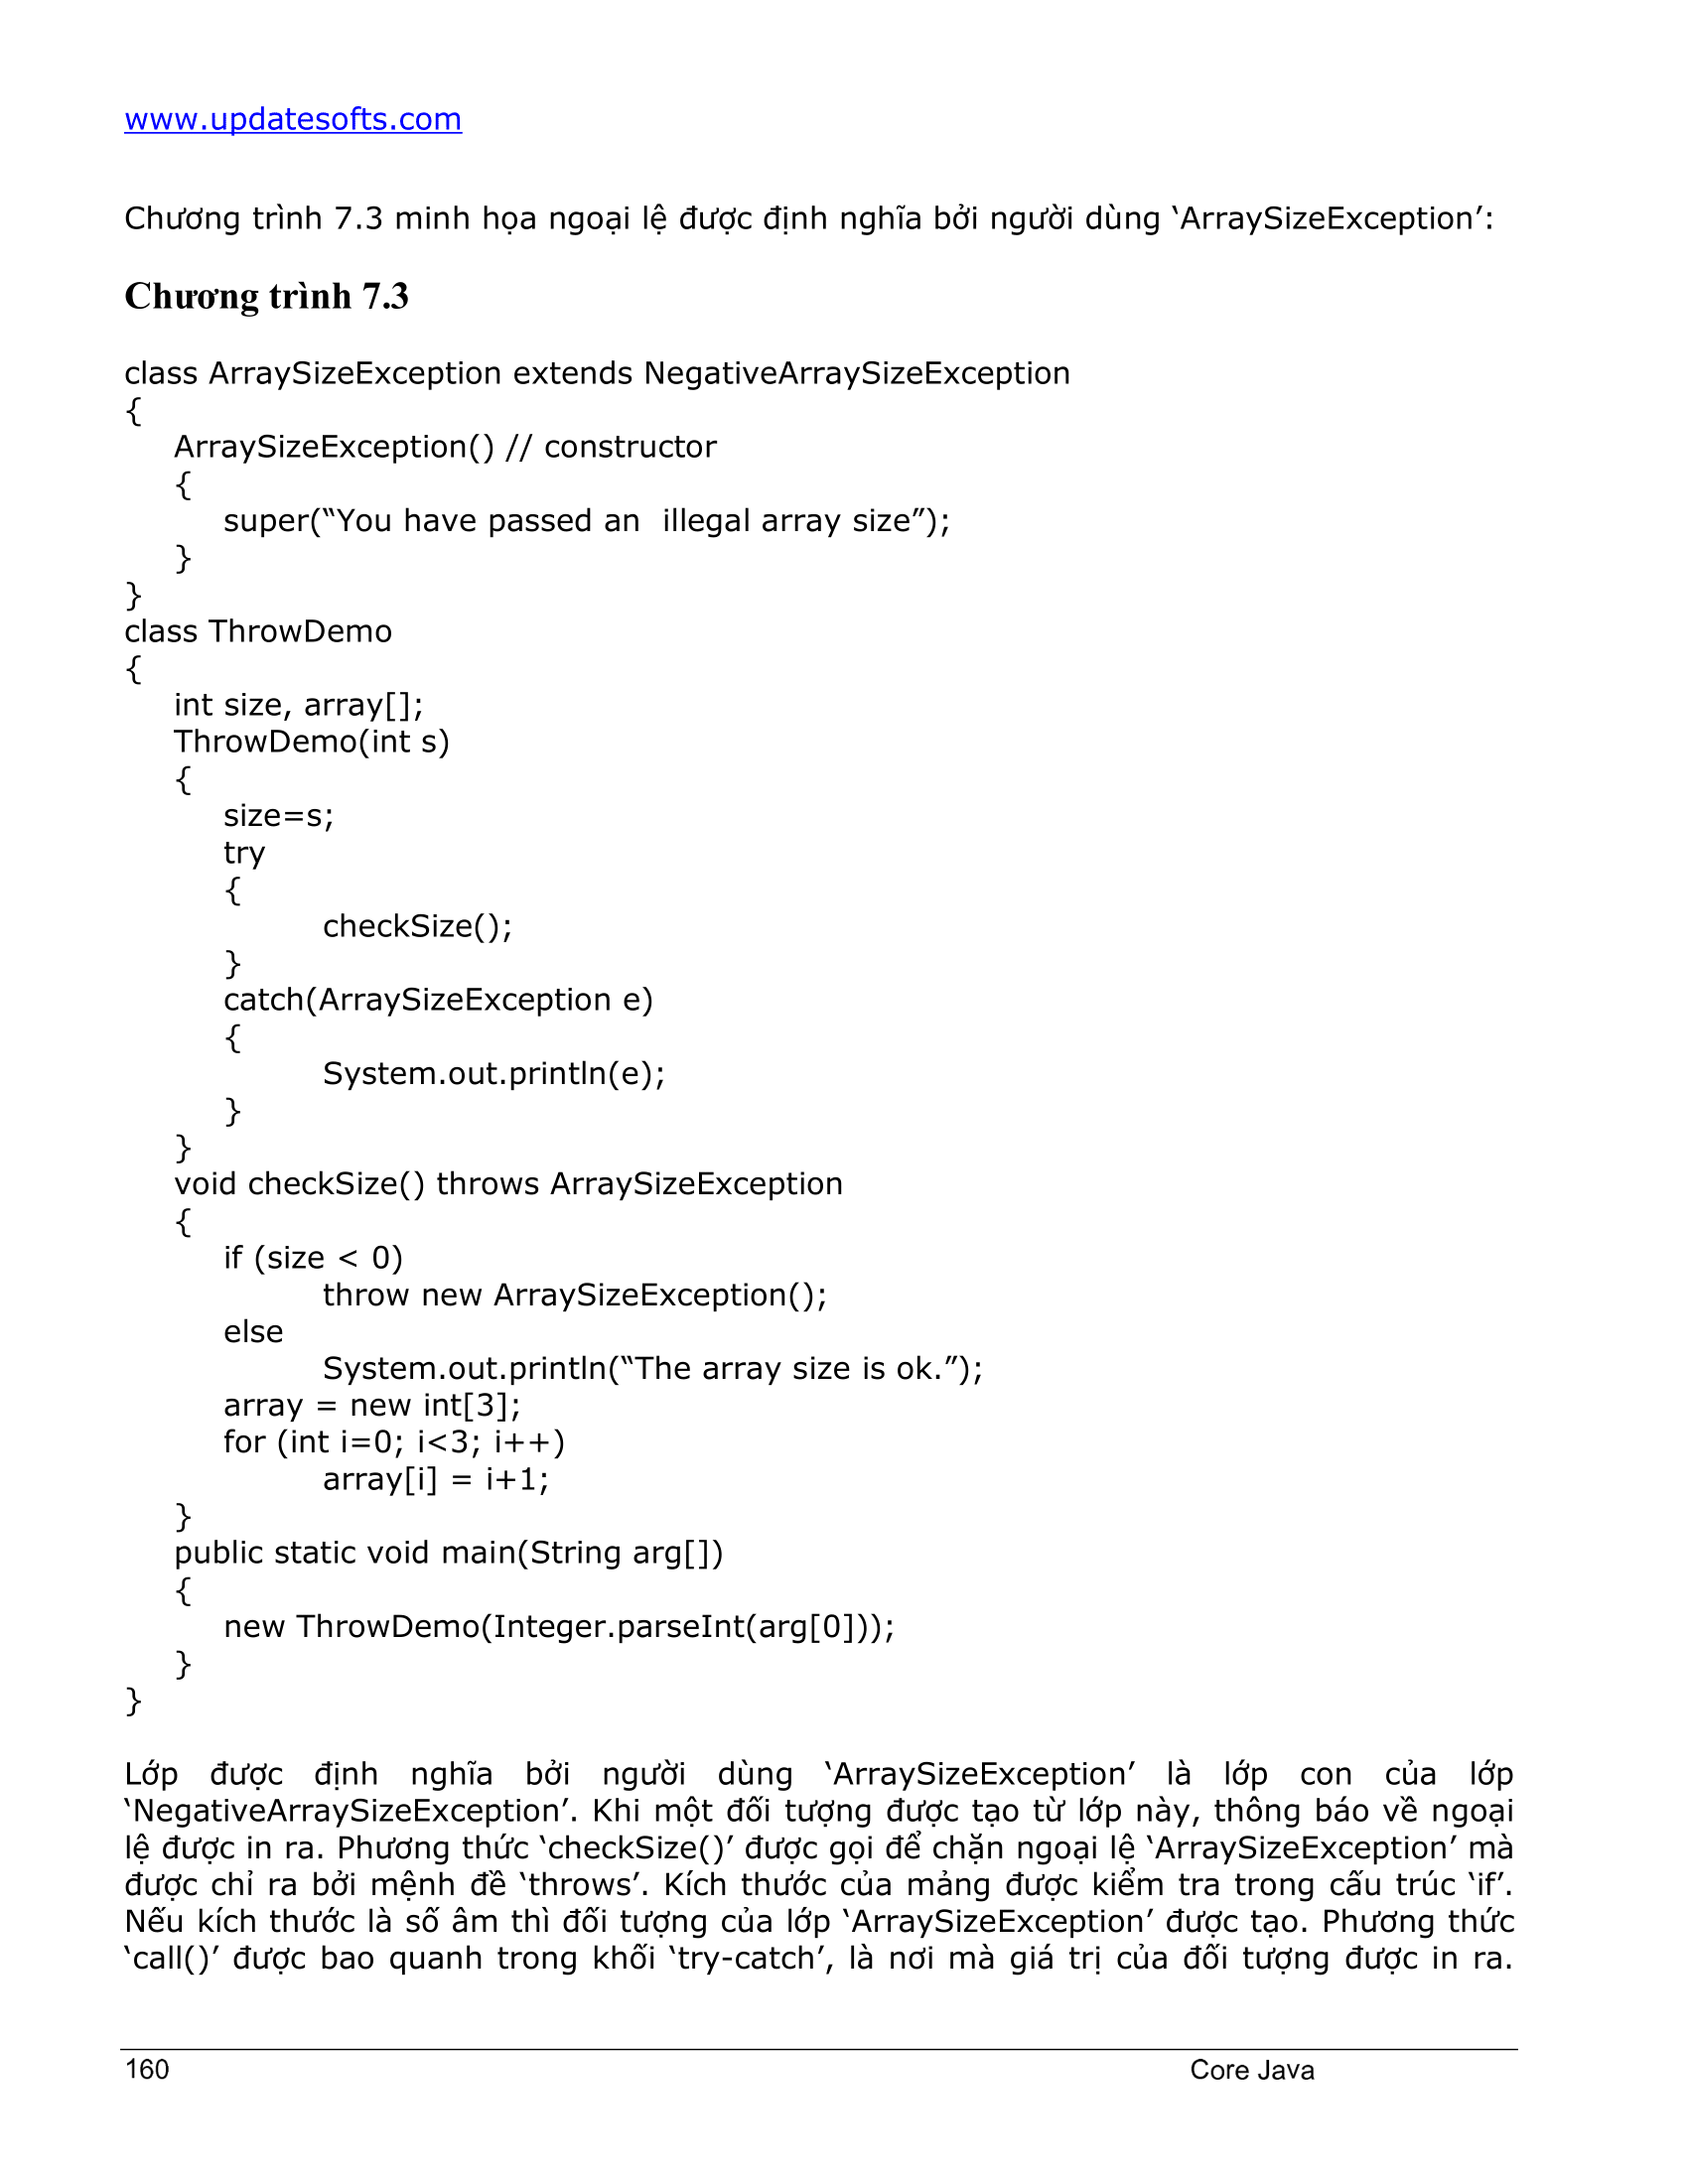 www.updatesofts.com
Chương trình 7.3 minh họa ngoại lệ được định nghĩa bởi người dùng ‘ArraySizeException’:
Chương trình 7.3
class ArraySizeException extends NegativeArraySizeException
{
ArraySizeException() // constructor
{
super(“You have passed an  illegal array size”);
}
}
class ThrowDemo
{
int size, array[];
ThrowDemo(int s)
{
size=s;
try
{
checkSize();
}
catch(ArraySizeException e)
{
System.out.println(e);
}
}
void checkSize() throws ArraySizeException
{
if (size < 0)
throw new ArraySizeException();
else
System.out.println(“The array size is ok.”);
array = new int[3];
for (int i=0; i<3; i++)
array[i] = i+1;
}
public static void main(String arg[])
{
new ThrowDemo(Integer.parseInt(arg[0]));
}
}
Lớp được định nghĩa bởi người dùng ‘ArraySizeException’ là lớp con của lớp
‘NegativeArraySizeException’. Khi một đối tượng được tạo từ lớp này, thông báo về ngoại
lệ được in ra. Phương thức ‘checkSize()’ được gọi để chặn ngoại lệ ‘ArraySizeException’ mà
được chỉ ra bởi mệnh đề ‘throws’. Kích thước của mảng được kiểm tra trong cấu trúc ‘if’.
Nếu kích thước là số âm thì đối tượng của lớp ‘ArraySizeException’ được tạo. Phương thức
‘call()’ được bao quanh trong khối ‘try-catch’, là nơi mà giá trị của đối tượng được in ra.
160 Core Java